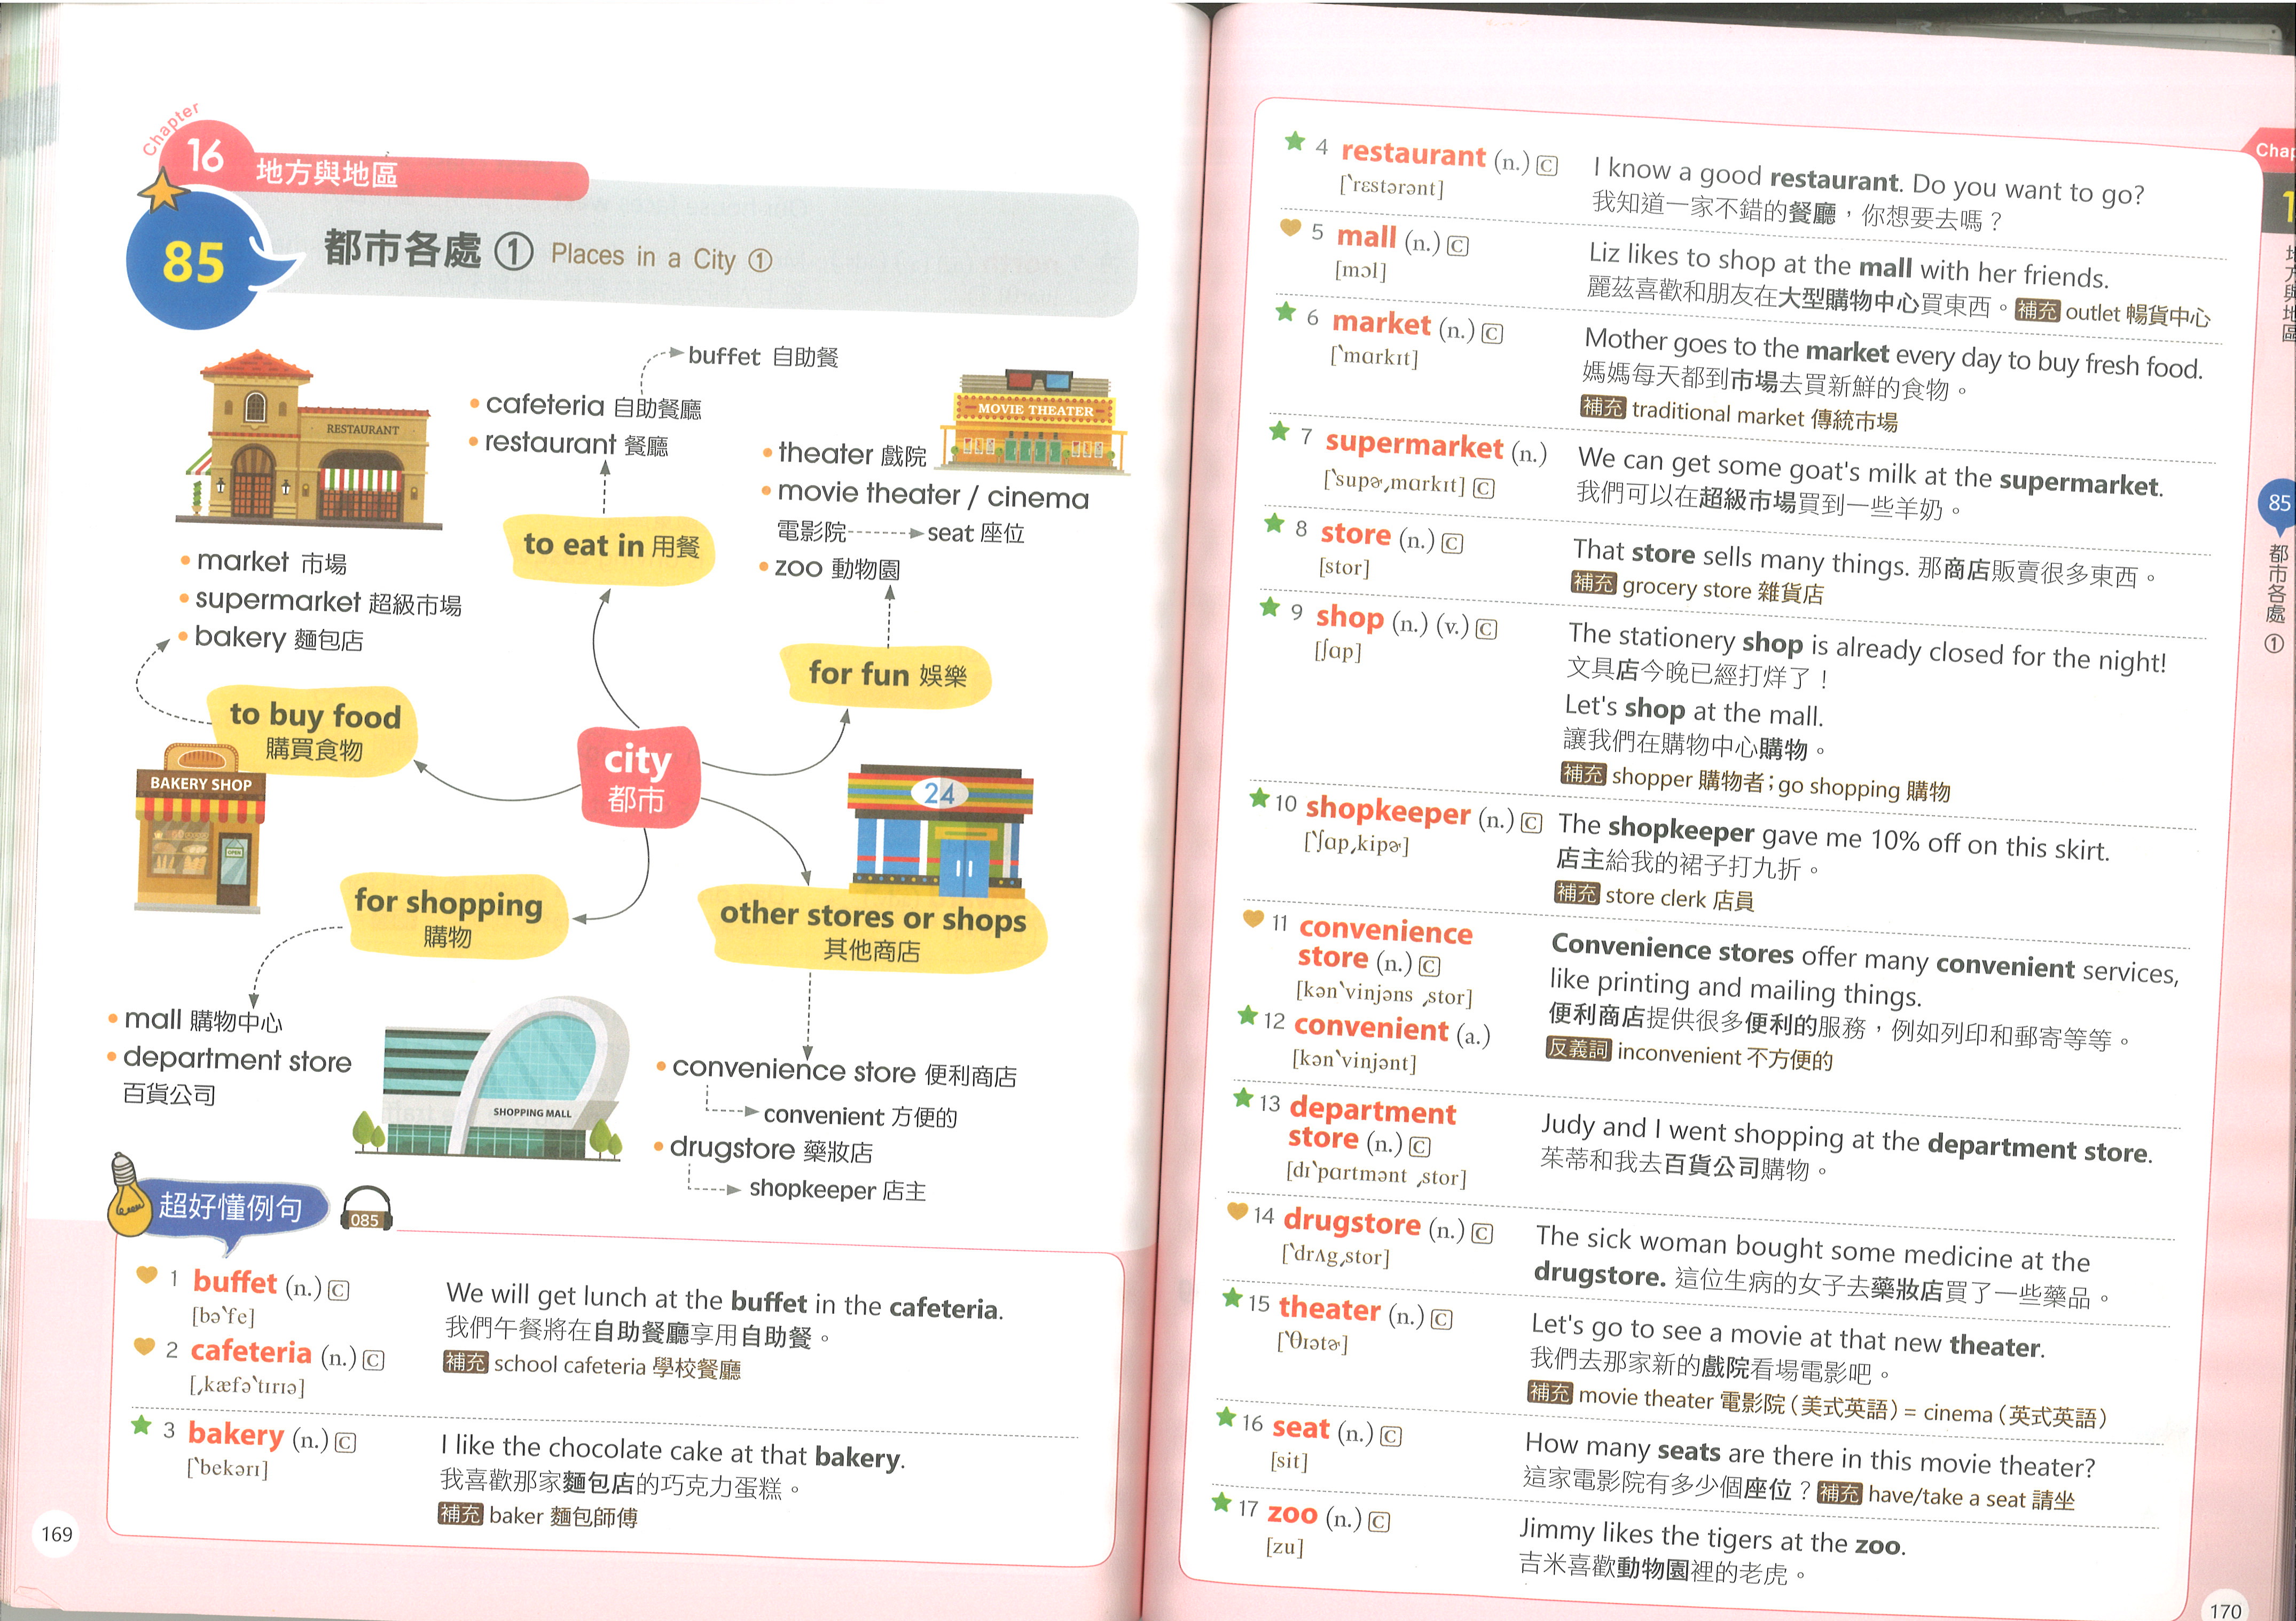 Chapter
16
地方與地區
85
都市各處 ① Places in a City ①
buffet 自助餐
cafeteria 自助餐廳
restaurant 餐廳
RESTAURANT
MOVIE THEATER
theater 戲院
movie theater / cinema
電影院 seat 座位
zoo 動物園
to eat in 用餐
market 市場
supermarket 超級市場
bakery 麵包店
for fun 娛樂
to buy food
購買食物
city
都市
BAKERY SHOP
OPEN
24
for shopping
購物
other stores or shops
其他商店
mall 購物中心
department store
百貨公司
SHOPPING MALL
convenience store 便利商店
convenient 方便的
drugstore 藥妝店
shopkeeper 店主
超好懂例句
085
1 buffet (n.) C
[bəˋfe]
We will get lunch at the buffet in the cafeteria.
我們午餐將在自助餐廳享用自助餐。
2 cafeteria (n.) C
[ˏkæfəˋtɪrɪə]
補充 school cafeteria 學校餐廳
3 bakery (n.) C
[ˋbekərɪ]
I like the chocolate cake at that bakery.
我喜歡那家麵包店的巧克力蛋糕。
補充 baker 麵包師傅
169
4 restaurant (n.) C
[ˋrɛstərənt]
I know a good restaurant. Do you want to go?
我知道一家不錯的餐廳，你想要去嗎？
5 mall (n.) C
[mɔl]
Liz likes to shop at the mall with her friends.
麗茲喜歡和朋友在大型購物中心買東西。補充 outlet 暢貨中心
6 market (n.) C
[ˋmɑrkɪt]
Mother goes to the market every day to buy fresh food.
媽媽每天都到市場去買新鮮的食物。
補充 traditional market 傳統市場
7 supermarket (n.)
[ˋsupɚˏmɑrkɪt] C
We can get some goat's milk at the supermarket.
我們可以在超級市場買到一些羊奶。
8 store (n.) C
[stor]
That store sells many things. 那商店販賣很多東西。
補充 grocery store 雜貨店
9 shop (n.) (v.) C
[ʃɑp]
The stationery shop is already closed for the night!
文具店今晚已經打烊了！
Let's shop at the mall.
讓我們在購物中心購物。
補充 shopper 購物者；go shopping 購物
10 shopkeeper (n.) C
[ˋʃɑpˏkipɚ]
The shopkeeper gave me 10% off on this skirt.
店主給我的裙子打九折。
補充 store clerk 店員
11 convenience
store (n.) C
[kənˋvinjəns ˏstor]
12 convenient (a.)
[kənˋvinjənt]
Convenience stores offer many convenient services,
like printing and mailing things.
便利商店提供很多便利的服務，例如列印和郵寄等等。
反義詞 inconvenient 不方便的
13 department
store (n.) C
[dɪˋpɑrtmənt ˏstor]
Judy and I went shopping at the department store.
茱蒂和我去百貨公司購物。
14 drugstore (n.) C
[ˋdrʌgˏstor]
The sick woman bought some medicine at the
drugstore. 這位生病的女子去藥妝店買了一些藥品。
15 theater (n.) C
[ˋθɪətɚ]
Let's go to see a movie at that new theater.
我們去那家新的戲院看場電影吧。
補充 movie theater 電影院（美式英語）= cinema（英式英語）
16 seat (n.) C
[sit]
How many seats are there in this movie theater?
這家電影院有多少個座位？補充 have/take a seat 請坐
17 zoo (n.) C
[zu]
Jimmy likes the tigers at the zoo.
吉米喜歡動物園裡的老虎。
170
85
都市各處 ①